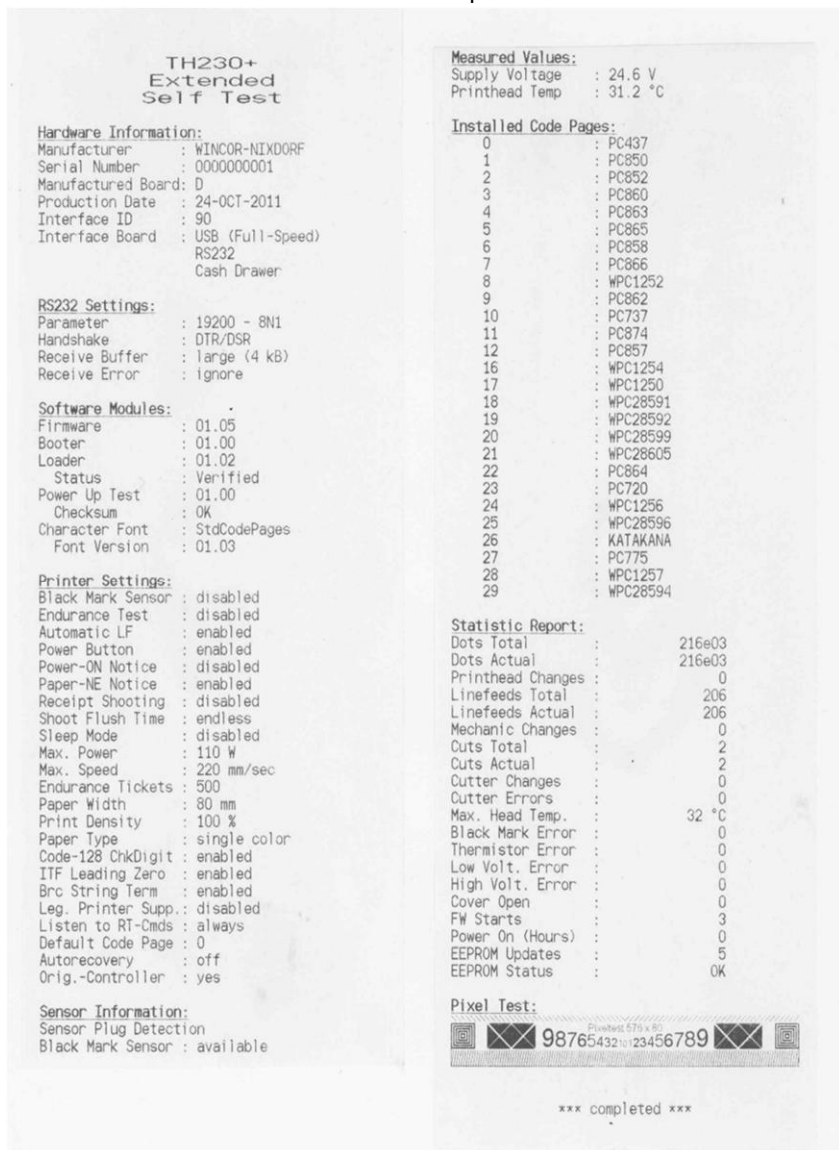 TH230+
Extended
Self Test
Hardware Information:
Manufacturer : WINCOR-NIXDORF
Serial Number : 0000000001
Manufactured Board: D
Production Date : 24-OCT-2011
Interface ID : 90
Interface Board : USB (Full-Speed)
RS232
Cash Drawer
RS232 Settings:
Parameter : 19200 - 8N1
Handshake : DTR/DSR
Receive Buffer : large (4 kB)
Receive Error : ignore
Software Modules:
Firmware : 01.05
Booter : 01.00
Loader : 01.02
Status : Verified
Power Up Test : 01.00
Checksum : OK
Character Font : StdCodePages
Font Version : 01.03
Printer Settings:
Black Mark Sensor : disabled
Endurance Test : disabled
Automatic LF : enabled
Power Button : enabled
Power-ON Notice : disabled
Paper-NE Notice : enabled
Receipt Shooting : disabled
Shoot Flush Time : endless
Sleep Mode : disabled
Max. Power : 110 W
Max. Speed : 220 mm/sec
Endurance Tickets : 500
Paper Width : 80 mm
Print Density : 100 %
Paper Type : single color
Code-128 ChkDigit : enabled
ITF Leading Zero : enabled
Brc String Term : enabled
Leg. Printer Supp.: disabled
Listen to RT-Cmds : always
Default Code Page : 0
Autorecovery : off
Orig.-Controller : yes
Sensor Information:
Sensor Plug Detection
Black Mark Sensor : available
Measured Values:
Supply Voltage : 24.6 V
Printhead Temp : 31.2 °C
Installed Code Pages:
0 : PC437
1 : PC850
2 : PC852
3 : PC860
4 : PC863
5 : PC865
6 : PC858
7 : PC866
8 : WPC1252
9 : PC862
10 : PC737
11 : PC874
12 : PC857
16 : WPC1254
17 : WPC1250
18 : WPC28591
19 : WPC28592
20 : WPC28599
21 : WPC28605
22 : PC864
23 : PC720
24 : WPC1256
25 : WPC28596
26 : KATAKANA
27 : PC775
28 : WPC1257
29 : WPC28594
Statistic Report:
Dots Total : 216e03
Dots Actual : 216e03
Printhead Changes : 0
Linefeeds Total : 206
Linefeeds Actual : 206
Mechanic Changes : 0
Cuts Total : 2
Cuts Actual : 2
Cutter Changes : 0
Cutter Errors : 0
Max. Head Temp. : 32 °C
Black Mark Error : 0
Thermistor Error : 0
Low Volt. Error : 0
High Volt. Error : 0
Cover Open : 0
FW Starts : 3
Power On (Hours) : 0
EEPROM Updates : 5
EEPROM Status : OK
Pixel Test:
Pixeltest 576 x 80
9876543210123456789
*** completed ***